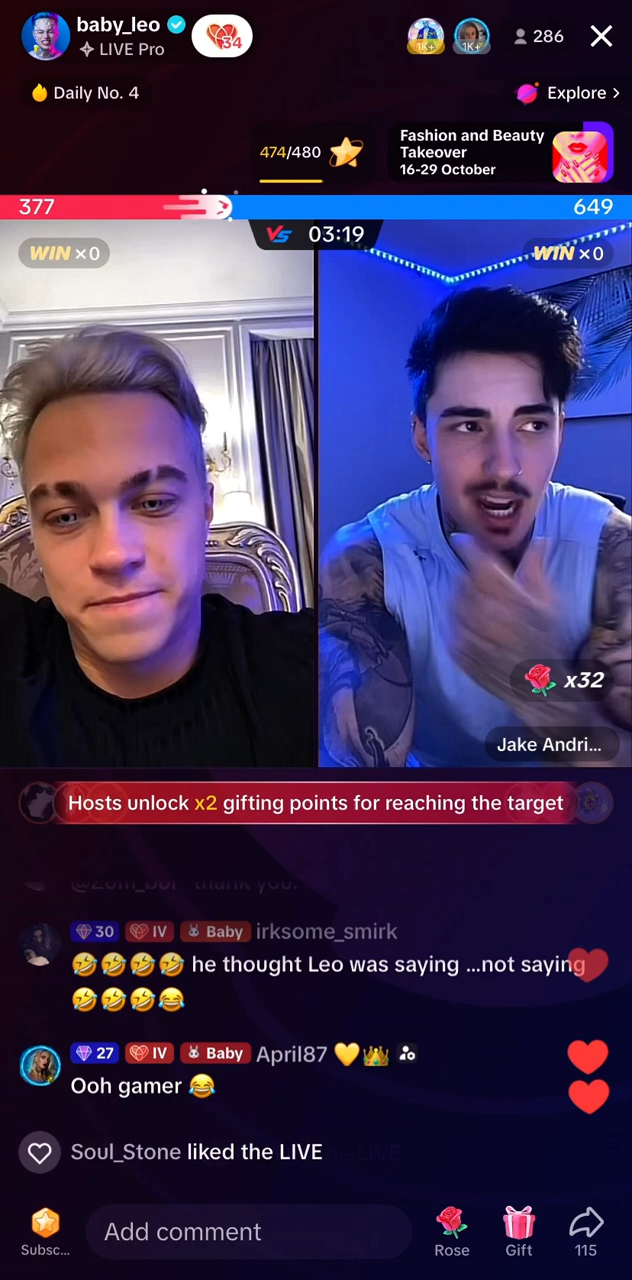 baby_leo
LIVE Pro
34
1K+
1K+
286
Daily No. 4
Explore >
474/480
Fashion and Beauty
Takeover
16-29 October
377
649
VS 03:19
WIN ×0
WIN ×0
x32
Jake Andri...
Hosts unlock x2 gifting points for reaching the target
thank you!
30 IV Baby irksome_smirk
🤣🤣🤣🤣 he thought Leo was saying ...not saying
🤣🤣🤣😂
27 IV Baby April87 💛👑
Ooh gamer 😂
Soul_Stone liked the LIVE
Subsc...
Add comment
Rose
Gift
115